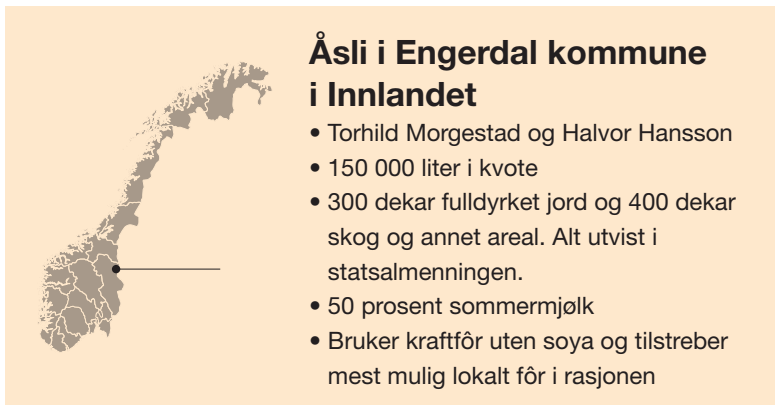 Åsli i Engerdal kommune
i Innlandet
• Torhild Morgestad og Halvor Hansson
• 150 000 liter i kvote
• 300 dekar fulldyrket jord og 400 dekar
skog og annet areal. Alt utvist i
statsalmenningen.
• 50 prosent sommermjølk
• Bruker kraftfôr uten soya og tilstreber
mest mulig lokalt fôr i rasjonen